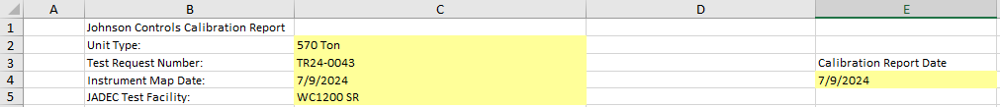 A B C D E
1 Johnson Controls Calibration Report
2 Unit Type: 570 Ton
3 Test Request Number: TR24-0043 Calibration Report Date
4 Instrument Map Date: 7/9/2024 7/9/2024
5 JADEC Test Facility: WC1200 SR